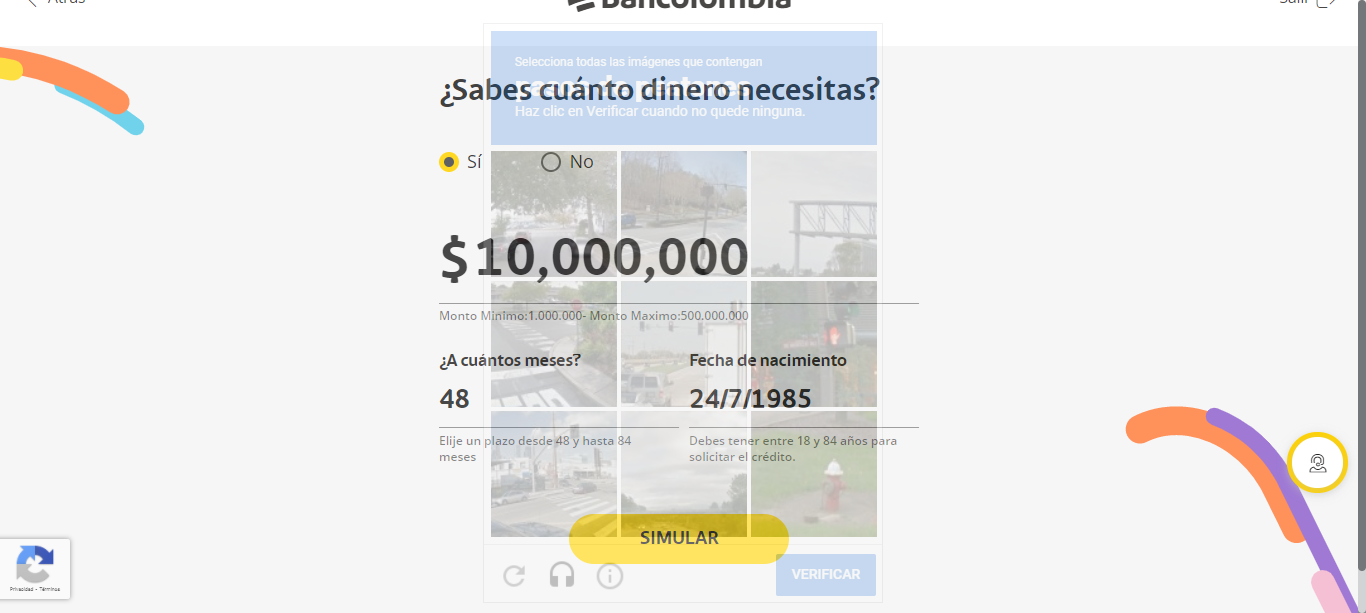 Atrás
Bancolombia
Salir
Selecciona todas las imágenes que contengan
pasos de peatones
¿Sabes cuánto dinero necesitas?
Haz clic en Verificar cuando no quede ninguna.
Sí
No
$10,000,000
Monto Minimo:1.000.000- Monto Maximo:500.000.000
¿A cuántos meses?
Fecha de nacimiento
48
24/7/1985
Elije un plazo desde 48 y hasta 84
meses
Debes tener entre 18 y 84 años para
solicitar el crédito.
SIMULAR
VERIFICAR
Privacidad - Términos